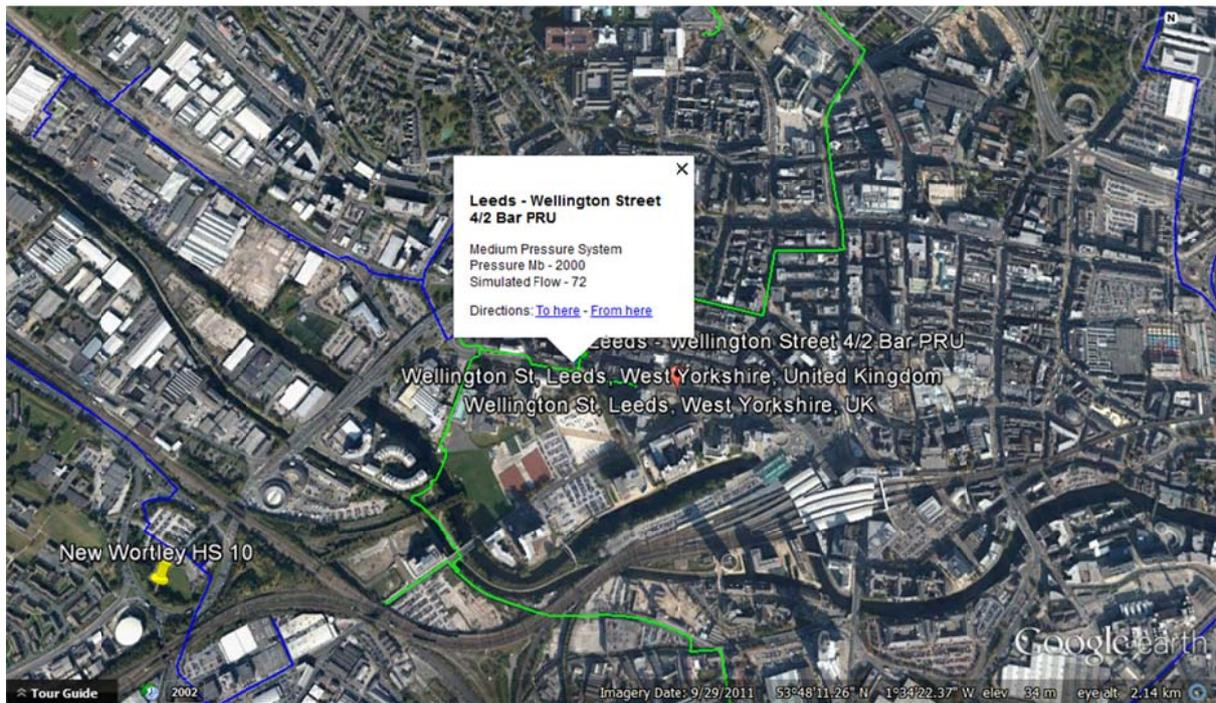 N
Leeds - Wellington Street
4/2 Bar PRU
Medium Pressure System
Pressure Mb - 2000
Simulated Flow - 72
Directions: To here - From here
Leeds - Wellington Street 4/2 Bar PRU
Wellington St, Leeds, West Yorkshire, United Kingdom
Wellington St, Leeds, West Yorkshire, UK
New Wortley HS 10
Google earth
Tour Guide
2002
Imagery Date: 9/29/2011 53°48'11.26" N 1°34'22.37" W elev 34 m eye alt 2.14 km